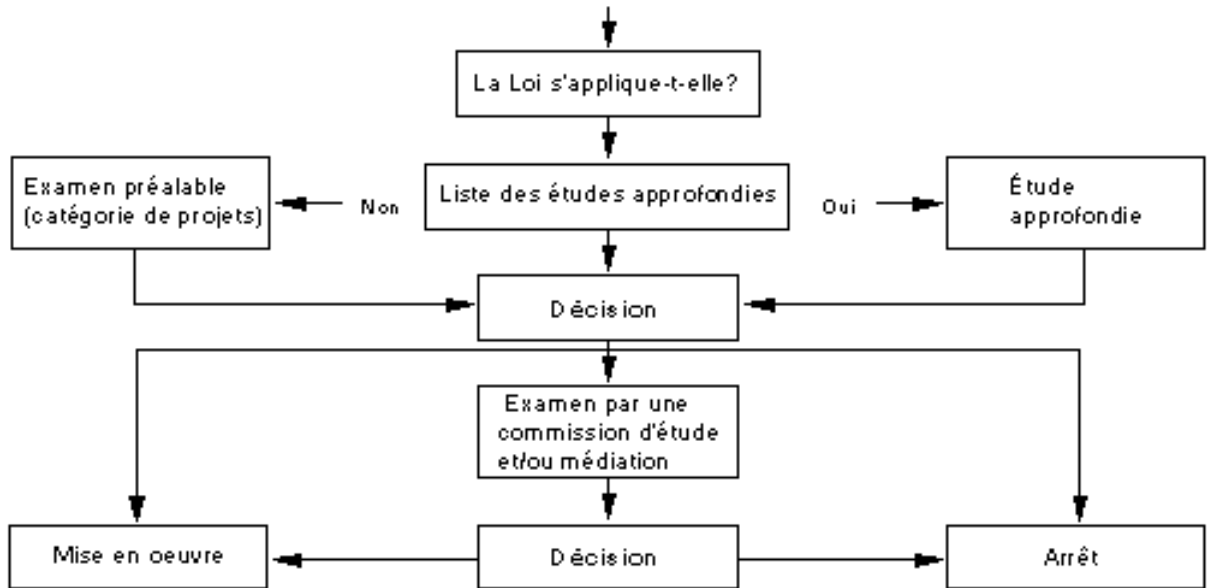 La Loi s'applique-t-elle?
Examen préalable
(catégorie de projets)
Non
Liste des études approfondies
Oui
Étude
approfondie
Décision
Examen par une
commission d'étude
et/ou médiation
Mise en oeuvre
Décision
Arrêt